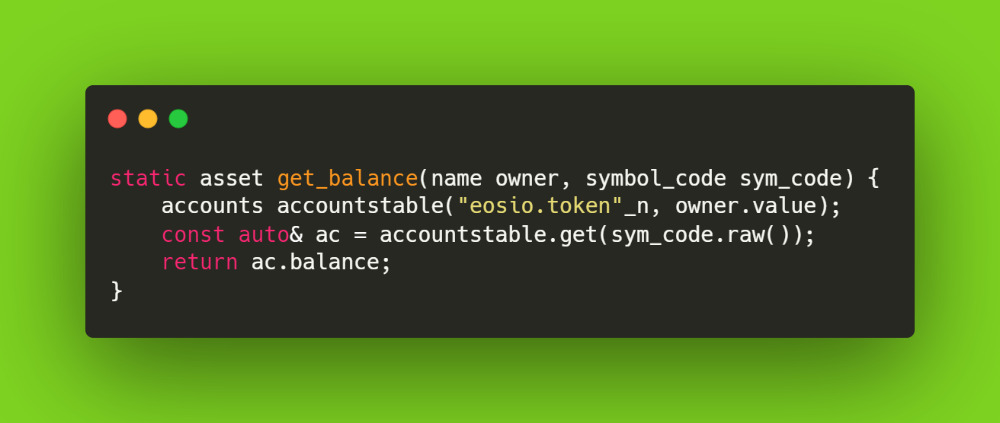 static asset get_balance(name owner, symbol_code sym_code) {
    accounts accountstable("eosio.token"_n, owner.value);
    const auto& ac = accountstable.get(sym_code.raw());
    return ac.balance;
}